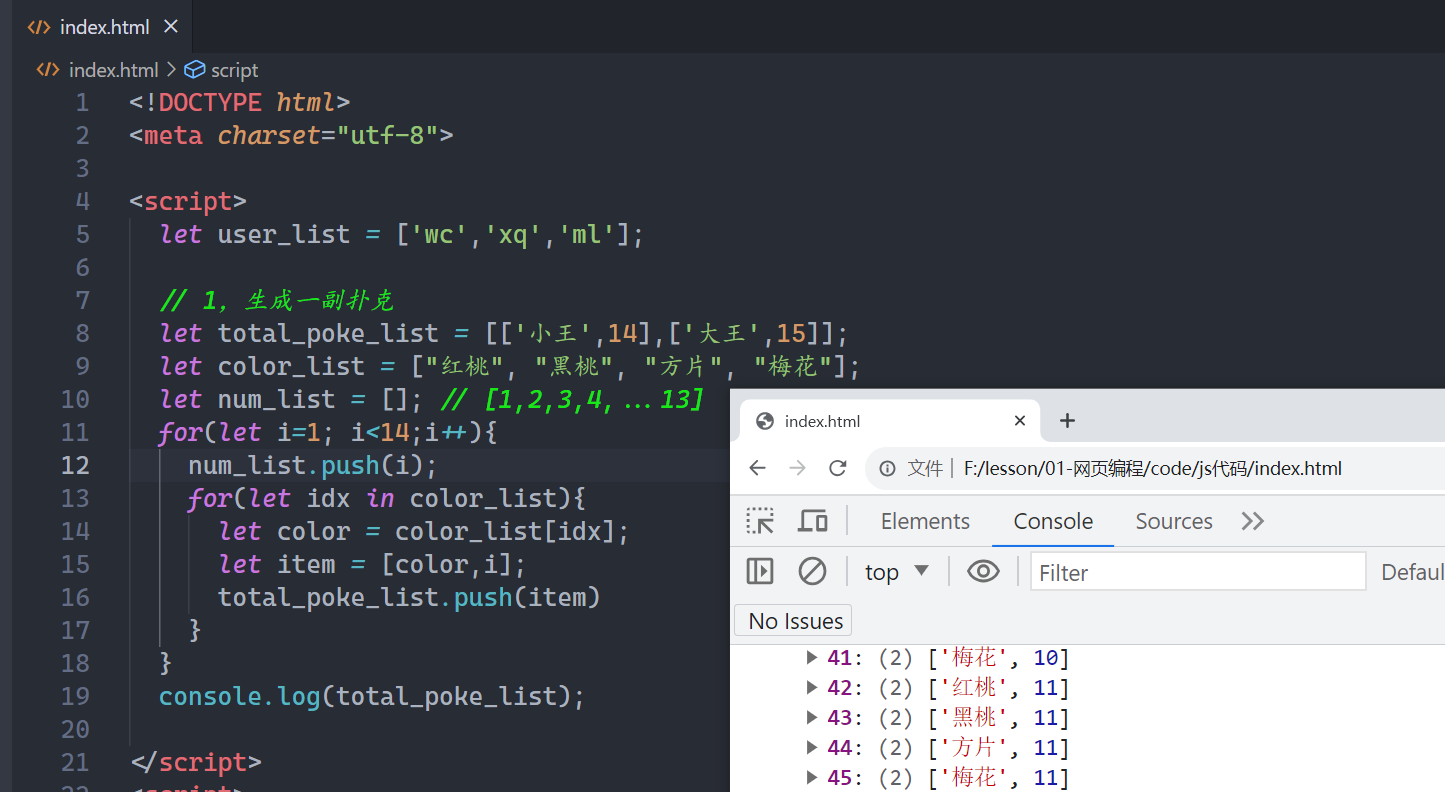 index.html
index.html > script
1 <!DOCTYPE html>
2 <meta charset="utf-8">
3
4 <script>
5 let user_list = ['wc','xq','ml'];
6
7 // 1, 生成一副扑克
8 let total_poke_list = [['小王',14],['大王',15]];
9 let color_list = ["红桃", "黑桃", "方片", "梅花"];
10 let num_list = []; // [1,2,3,4, ... 13]
11 for(let i=1; i<14;i++){
12 num_list.push(i);
13 for(let idx in color_list){
14 let color = color_list[idx];
15 let item = [color,i];
16 total_poke_list.push(item)
17 }
18 }
19 console.log(total_poke_list);
20
21 </script>
22 <script>
index.html
文件 | F:/lesson/01-网页编程/code/js代码/index.html
Elements Console Sources
top Filter Defaul
No Issues
41: (2) ['梅花', 10]
42: (2) ['红桃', 11]
43: (2) ['黑桃', 11]
44: (2) ['方片', 11]
45: (2) ['梅花', 11]